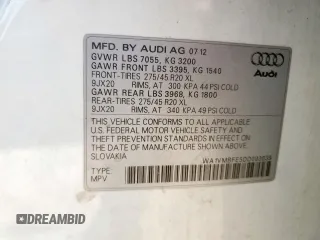 MFD. BY AUDI AG 07 12
GVWR LBS 7055, KG 3200
GAWR FRONT LBS 3395, KG 1540
FRONT-TIRES 275/45 R20 XL
9JX20 RIMS, AT 300 KPA 44 PSI COLD
GAWR REAR LBS 3968, KG 1800
REAR-TIRES 275/45 R20 XL
9JX20 RIMS, AT 340 KPA 49 PSI COLD
Audi
THIS VEHICLE CONFORMS TO ALL APPLICABLE
U.S. FEDERAL MOTOR VEHICLE SAFETY STANDARDS
IN EFFECT ON THE
DATE OF MANUFACTURE SHOWN ABOVE
SLOVAKIA
TYPE:
MPV
DREAMBID